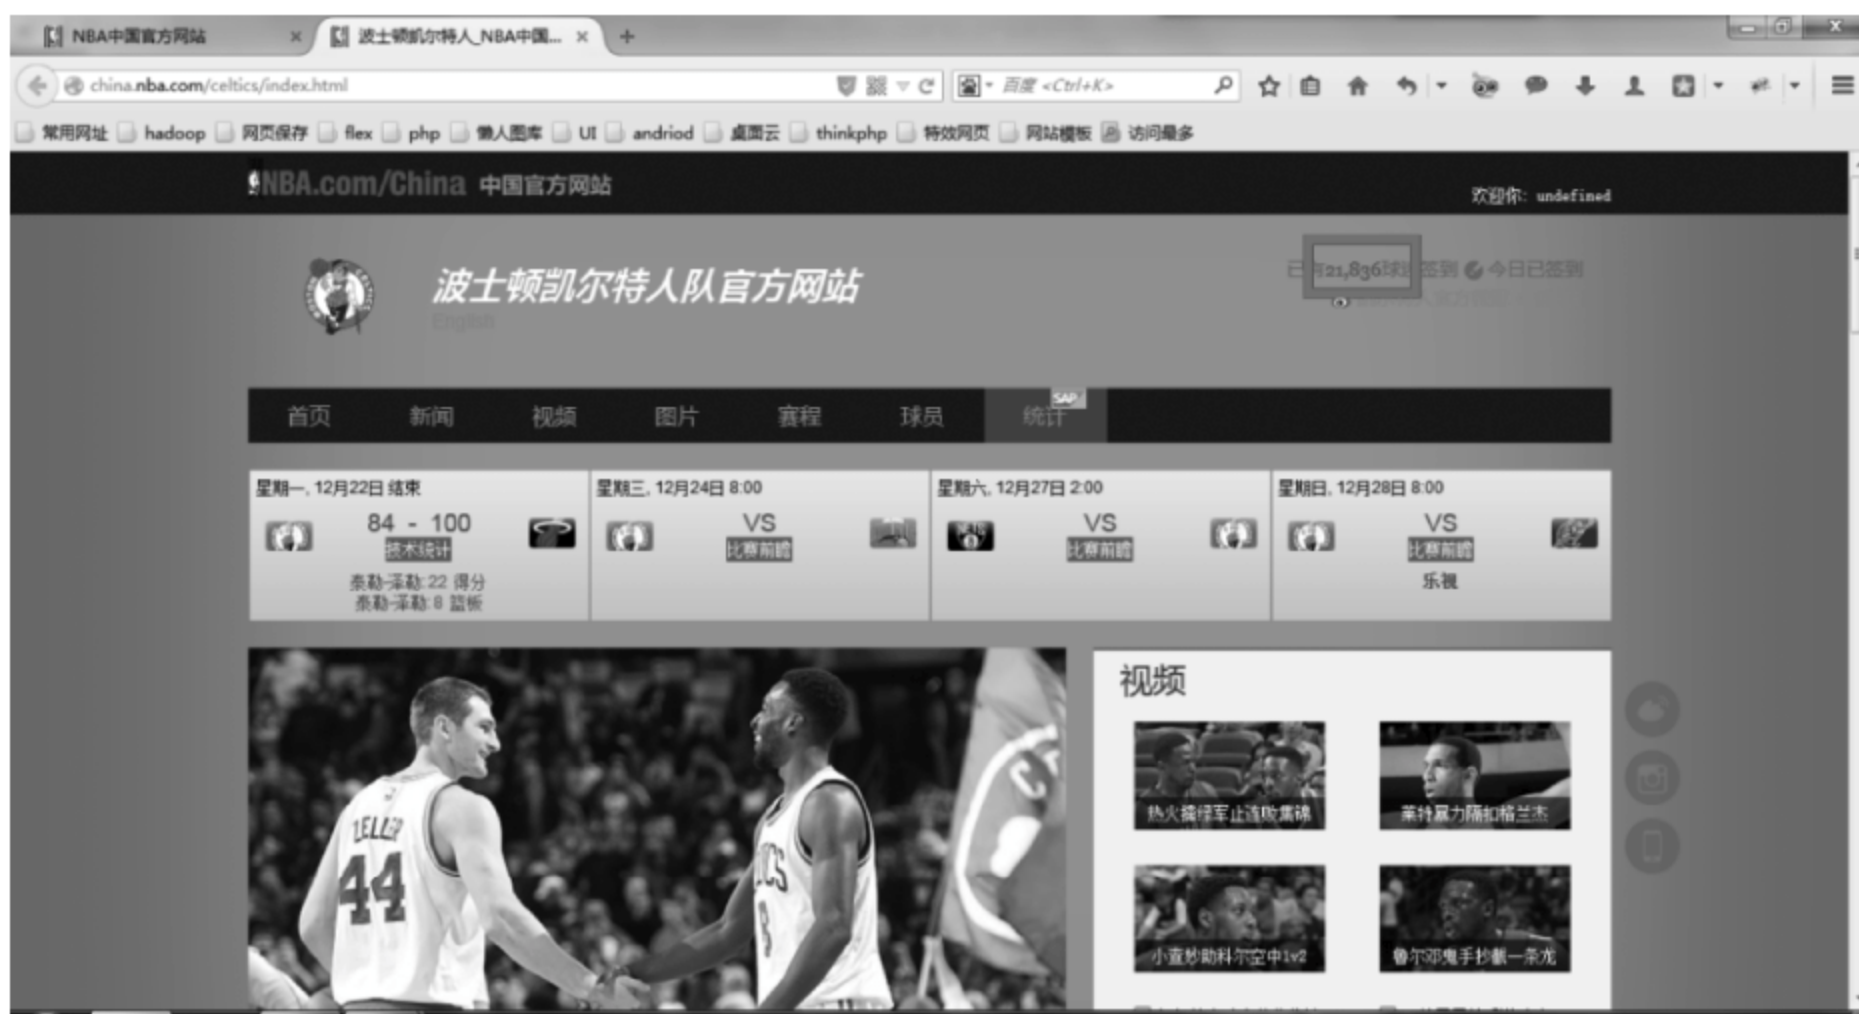 NBA中国官方网站
波士顿凯尔特人_NBA中国...
china.nba.com/celtics/index.html
百度 <Ctrl+K>
常用网址 hadoop 网页保存 flex php 懒人图库 UI andriod 桌面云 thinkphp 特效网页 网站模板 访问最多
NBA.com/China 中国官方网站
欢迎你: undefined
波士顿凯尔特人队官方网站
English
21,836球 签到 今日已签到
首页 新闻 视频 图片 赛程 球员 统计
SAP
星期一, 12月22日 结束
84 - 100
技术统计
泰勒-泽勒: 22 得分
泰勒-泽勒: 8 篮板
星期三, 12月24日 8:00
VS
比赛前瞻
星期六, 12月27日 2:00
VS
比赛前瞻
星期日, 12月28日 8:00
VS
比赛前瞻
乐视
ZELLER
44
8
视频
热火擒绿军止连败集锦
莱特暴力隔扣格兰杰
小查妙助科尔空中1v2
鲁尔邓鬼手抄截一条龙